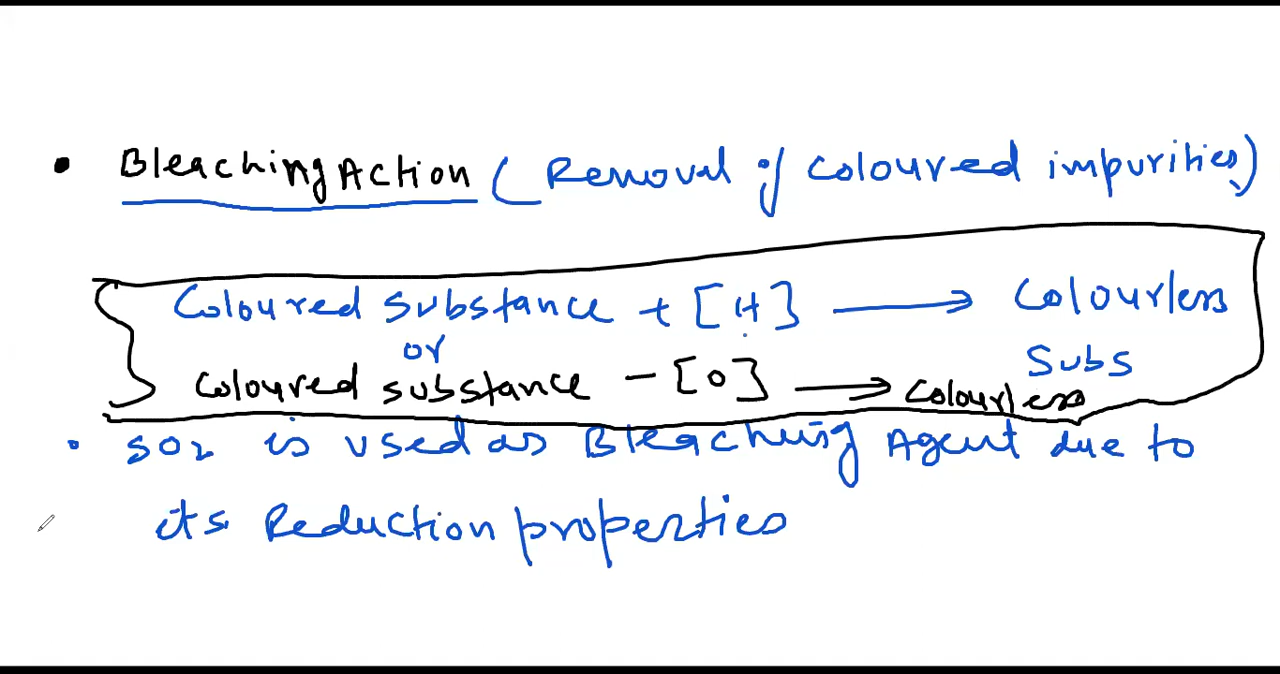 • Bleaching Action (Removal of Coloured impurities)
Coloured Substance + [H] → Colourless Subs
or
Coloured substance - [O] → Colourless
• SO2 is used as Bleaching Agent due to
its Reduction properties